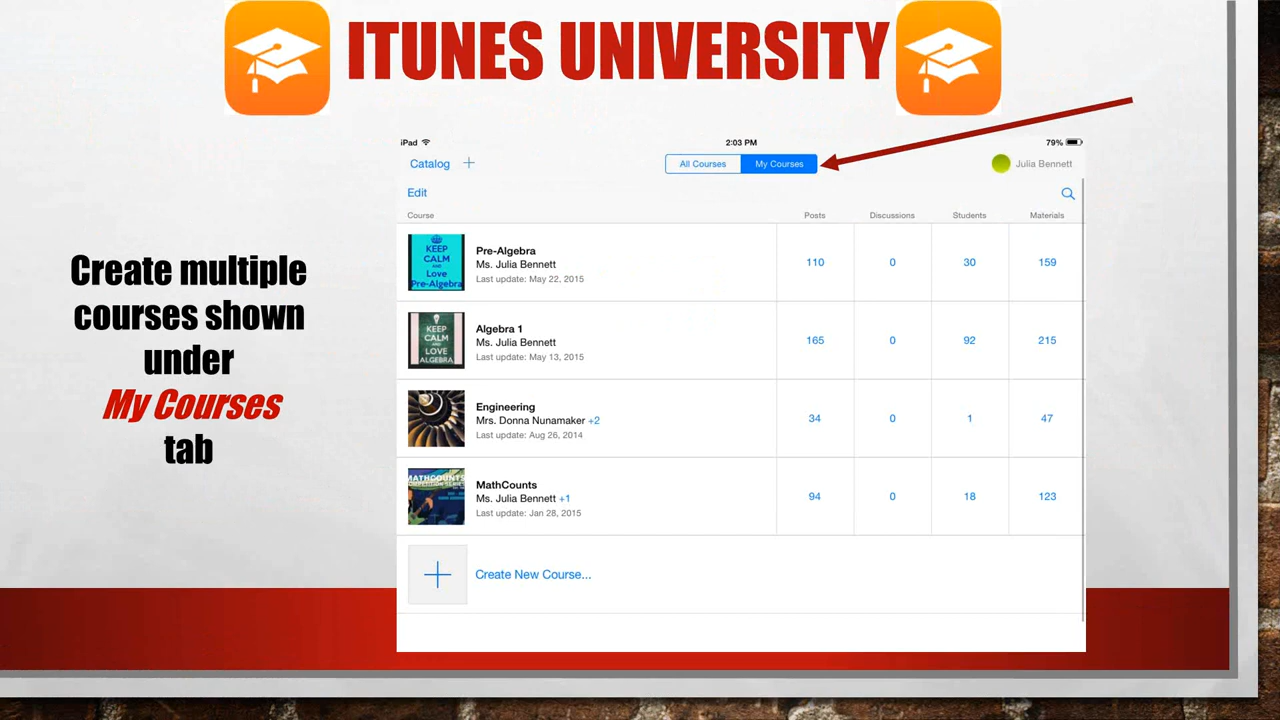 ITUNES UNIVERSITY
iPad 2:03 PM 79%
Catalog + All Courses My Courses Julia Bennett
Edit
Course Posts Discussions Students Materials
KEEP
CALM
AND
Love
Pre-Algebra
Pre-Algebra
Ms. Julia Bennett
Last update: May 22, 2015
110 0 30 159
KEEP
CALM
AND
LOVE
ALGEBRA
Algebra 1
Ms. Julia Bennett
Last update: May 13, 2015
165 0 92 215
Engineering
Mrs. Donna Nunamaker +2
Last update: Aug 26, 2014
34 0 1 47
MATHCOUNTS
MathCounts
Ms. Julia Bennett +1
Last update: Jan 28, 2015
94 0 18 123
Create New Course...
Create multiple
courses shown
under
My Courses
tab